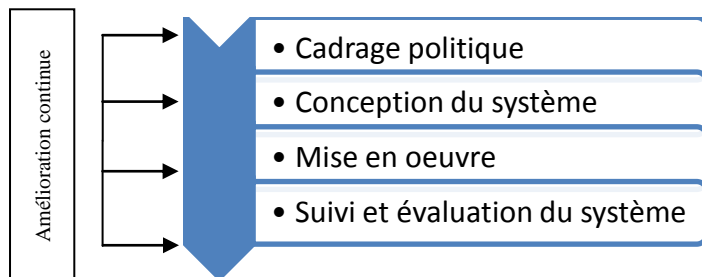 Amélioration continue
• Cadrage politique
• Conception du système
• Mise en oeuvre
• Suivi et évaluation du système